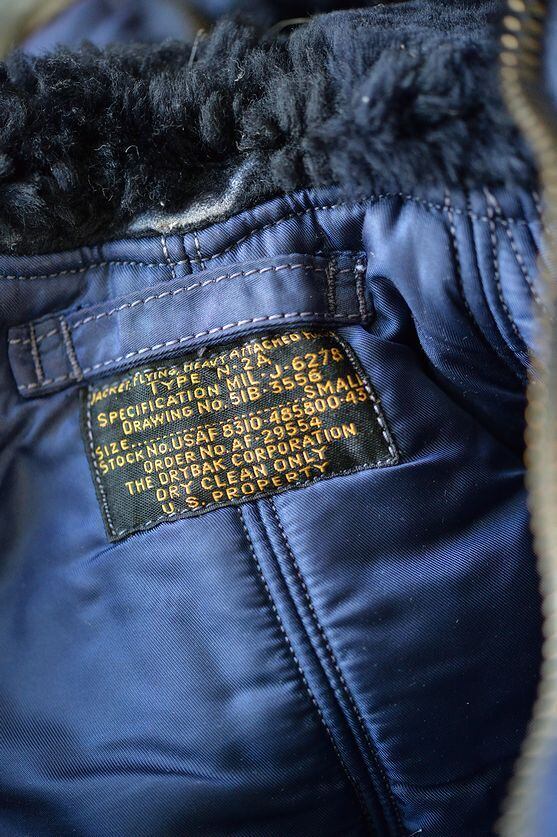 JACKET, FLYING, HEAVY ATTACHED H
TYPE N-2A
SPECIFICATION MIL J-6278
DRAWING NO. 51B-3556
SIZE....................SMALL
STOCK NO. USAF 8310-485800-45
ORDER NO. AF-29554
THE DRYBAK CORPORATION
DRY CLEAN ONLY
U. S. PROPERTY